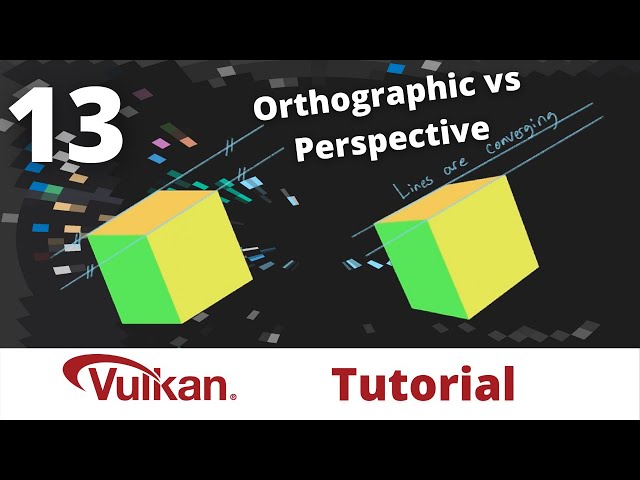 13
Orthographic vs
Perspective
Lines are converging
Vulkan®
Tutorial